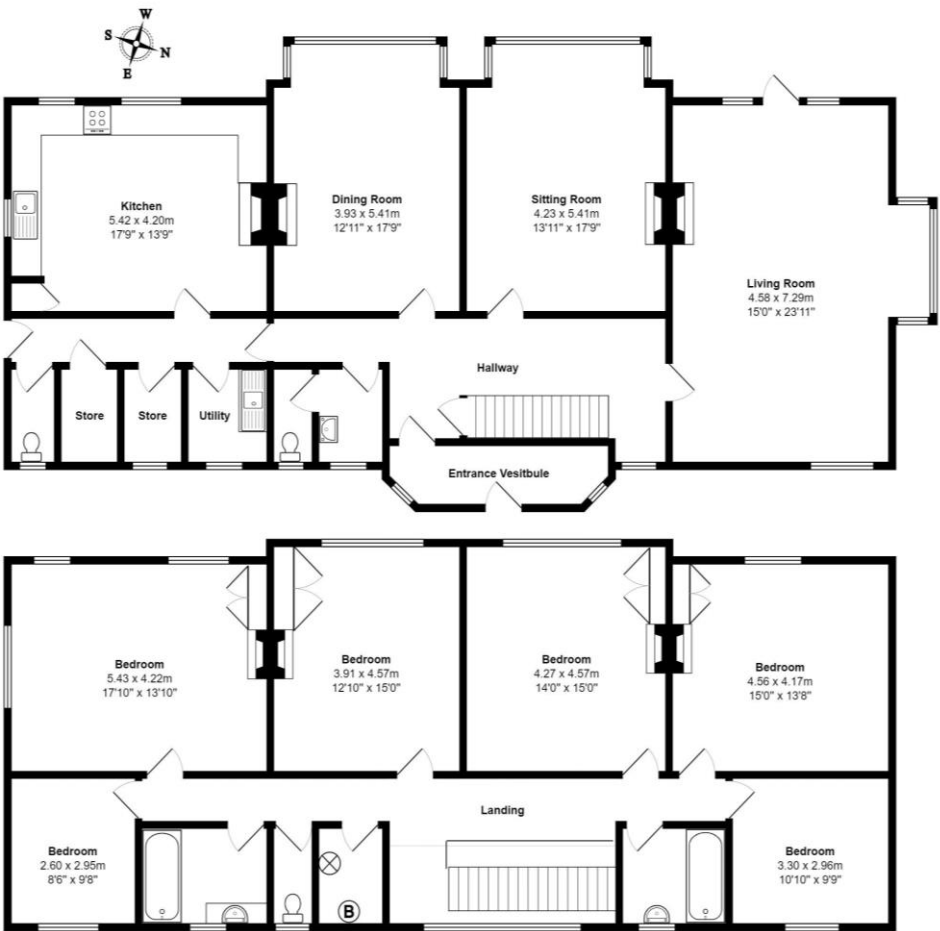 W
S
N
E
Kitchen
5.42 x 4.20m
17'9" x 13'9"
Dining Room
3.93 x 5.41m
12'11" x 17'9"
Sitting Room
4.23 x 5.41m
13'11" x 17'9"
Living Room
4.58 x 7.29m
15'0" x 23'11"
Hallway
Store
Store
Utility
Entrance Vesitbule
Bedroom
5.43 x 4.22m
17'10" x 13'10"
Bedroom
3.91 x 4.57m
12'10" x 15'0"
Bedroom
4.27 x 4.57m
14'0" x 15'0"
Bedroom
4.56 x 4.17m
15'0" x 13'8"
Landing
Bedroom
2.60 x 2.95m
8'6" x 9'8"
B
Bedroom
3.30 x 2.96m
10'10" x 9'9"